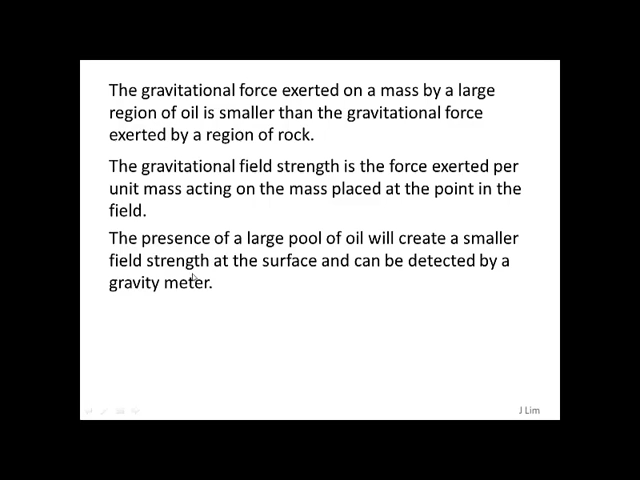 The gravitational force exerted on a mass by a large
region of oil is smaller than the gravitational force
exerted by a region of rock.
The gravitational field strength is the force exerted per
unit mass acting on the mass placed at the point in the
field.
The presence of a large pool of oil will create a smaller
field strength at the surface and can be detected by a
gravity meter.
J Lim